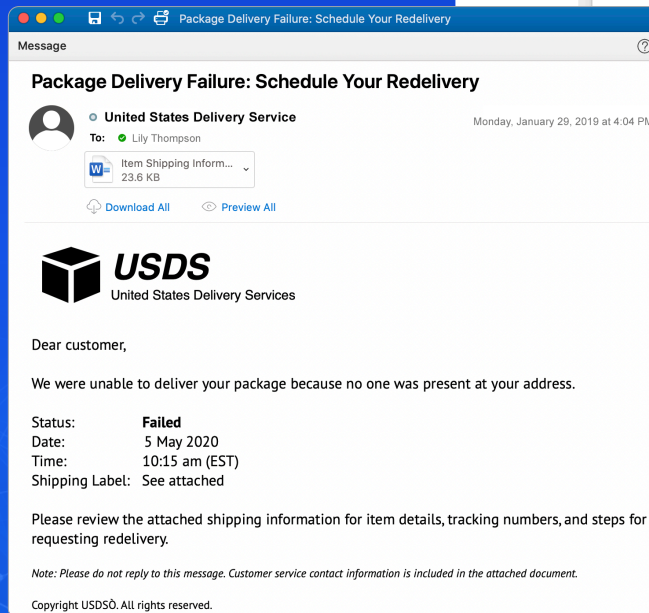 Package Delivery Failure: Schedule Your Redelivery
Message
Package Delivery Failure: Schedule Your Redelivery
United States Delivery Service
Monday, January 29, 2019 at 4:04 PM
To: Lily Thompson
W
Item Shipping Inform...
23.6 KB
Download All Preview All
USDS
United States Delivery Services
Dear customer,
We were unable to deliver your package because no one was present at your address.
Status: Failed
Date: 5 May 2020
Time: 10:15 am (EST)
Shipping Label: See attached
Please review the attached shipping information for item details, tracking numbers, and steps for
requesting redelivery.
Note: Please do not reply to this message. Customer service contact information is included in the attached document.
Copyright USDSÒ. All rights reserved.